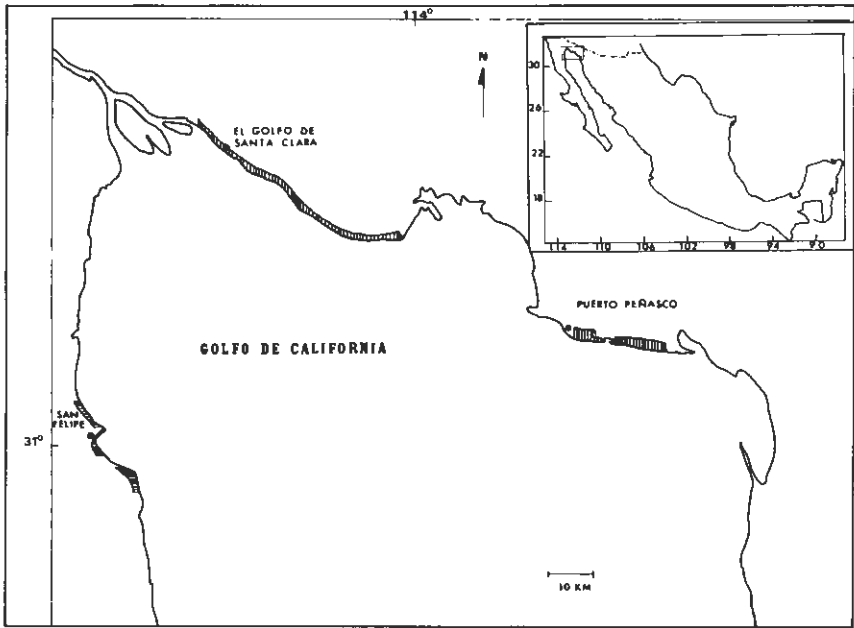 114°
N
EL GOLFO DE
SANTA CLARA
30
26
22
18
114 110 106 102 98 94 90
PUERTO PEÑASCO
GOLFO DE CALIFORNIA
SAN
FELIPE
31°
10 KM